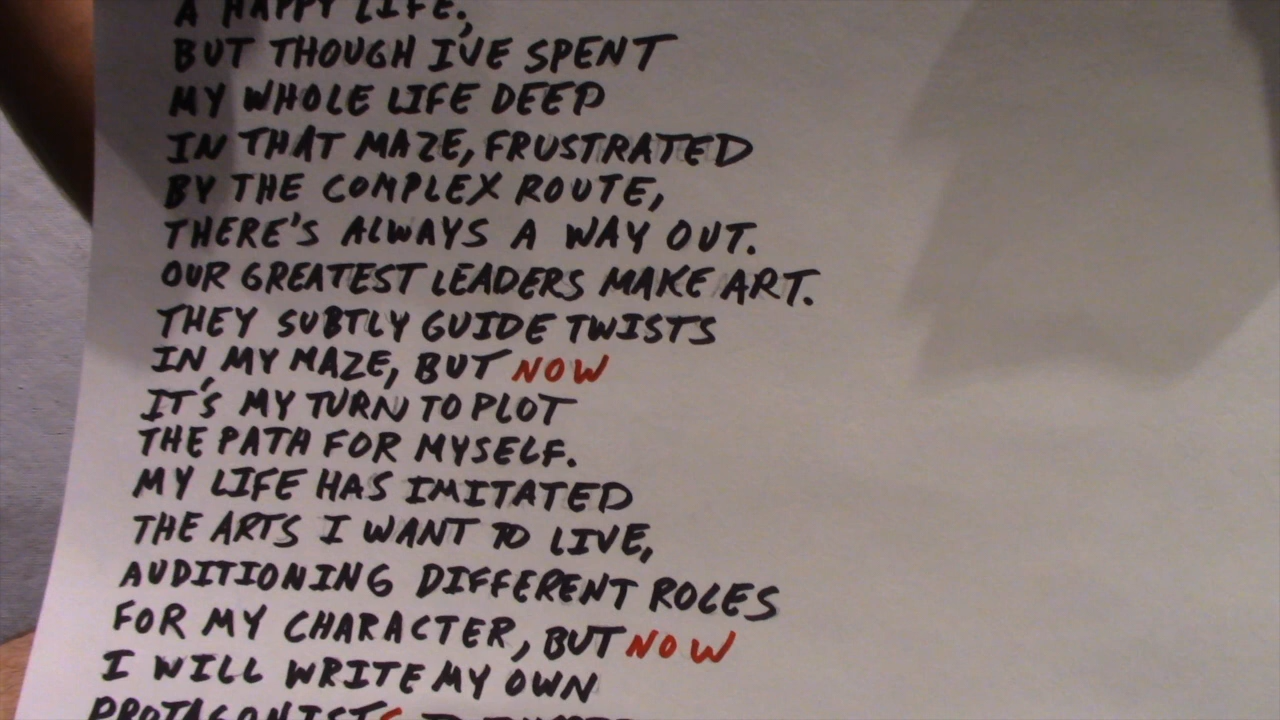 A HAPPY LIFE;
BUT THOUGH I'VE SPENT
MY WHOLE LIFE DEEP
IN THAT MAZE, FRUSTRATED
BY THE COMPLEX ROUTE,
THERE'S ALWAYS A WAY OUT.
OUR GREATEST LEADERS MAKE ART.
THEY SUBTLY GUIDE TWISTS
IN MY MAZE, BUT NOW
IT'S MY TURN TO PLOT
THE PATH FOR MYSELF.
MY LIFE HAS IMITATED
THE ARTS I WANT TO LIVE,
AUDITIONING DIFFERENT ROLES
FOR MY CHARACTER, BUT NOW
I WILL WRITE MY OWN
PROTAGONISTS